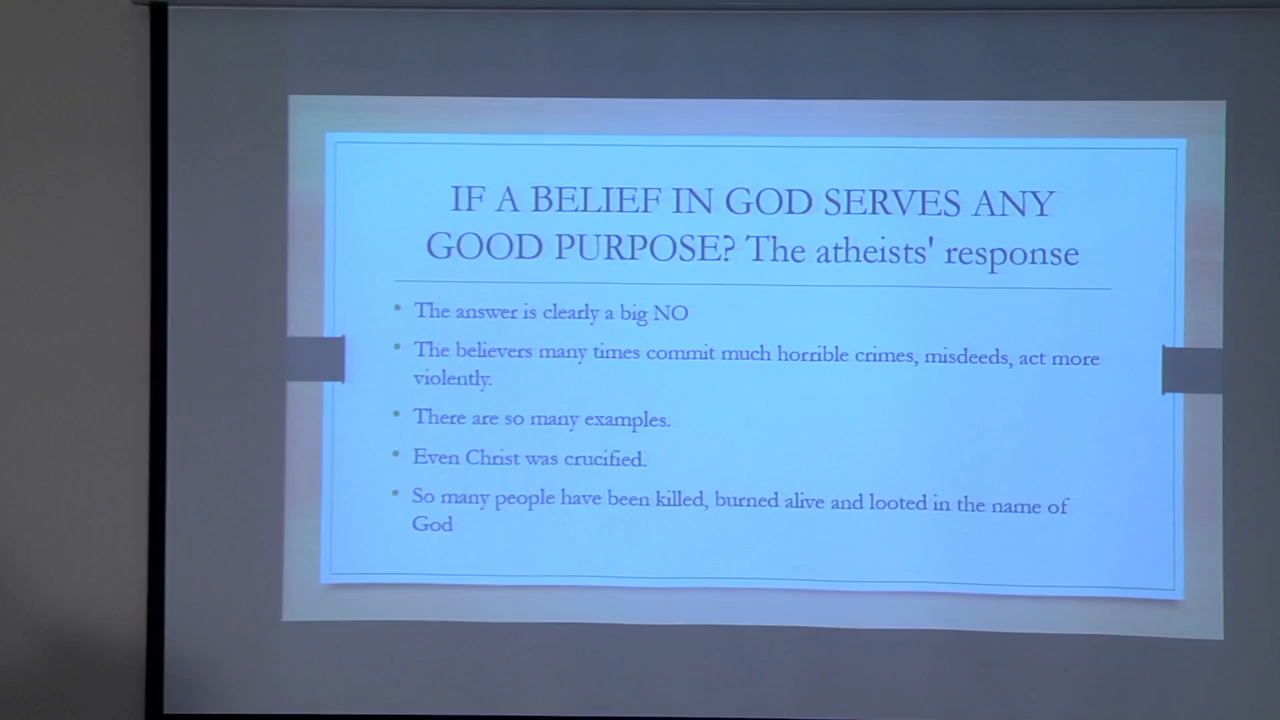 IF A BELIEF IN GOD SERVES ANY
GOOD PURPOSE? The atheists' response
• The answer is clearly a big NO
• The believers many times commit much horrible crimes, misdeeds, act more
violently.
• There are so many examples.
• Even Christ was crucified.
• So many people have been killed, burned alive and looted in the name of
God